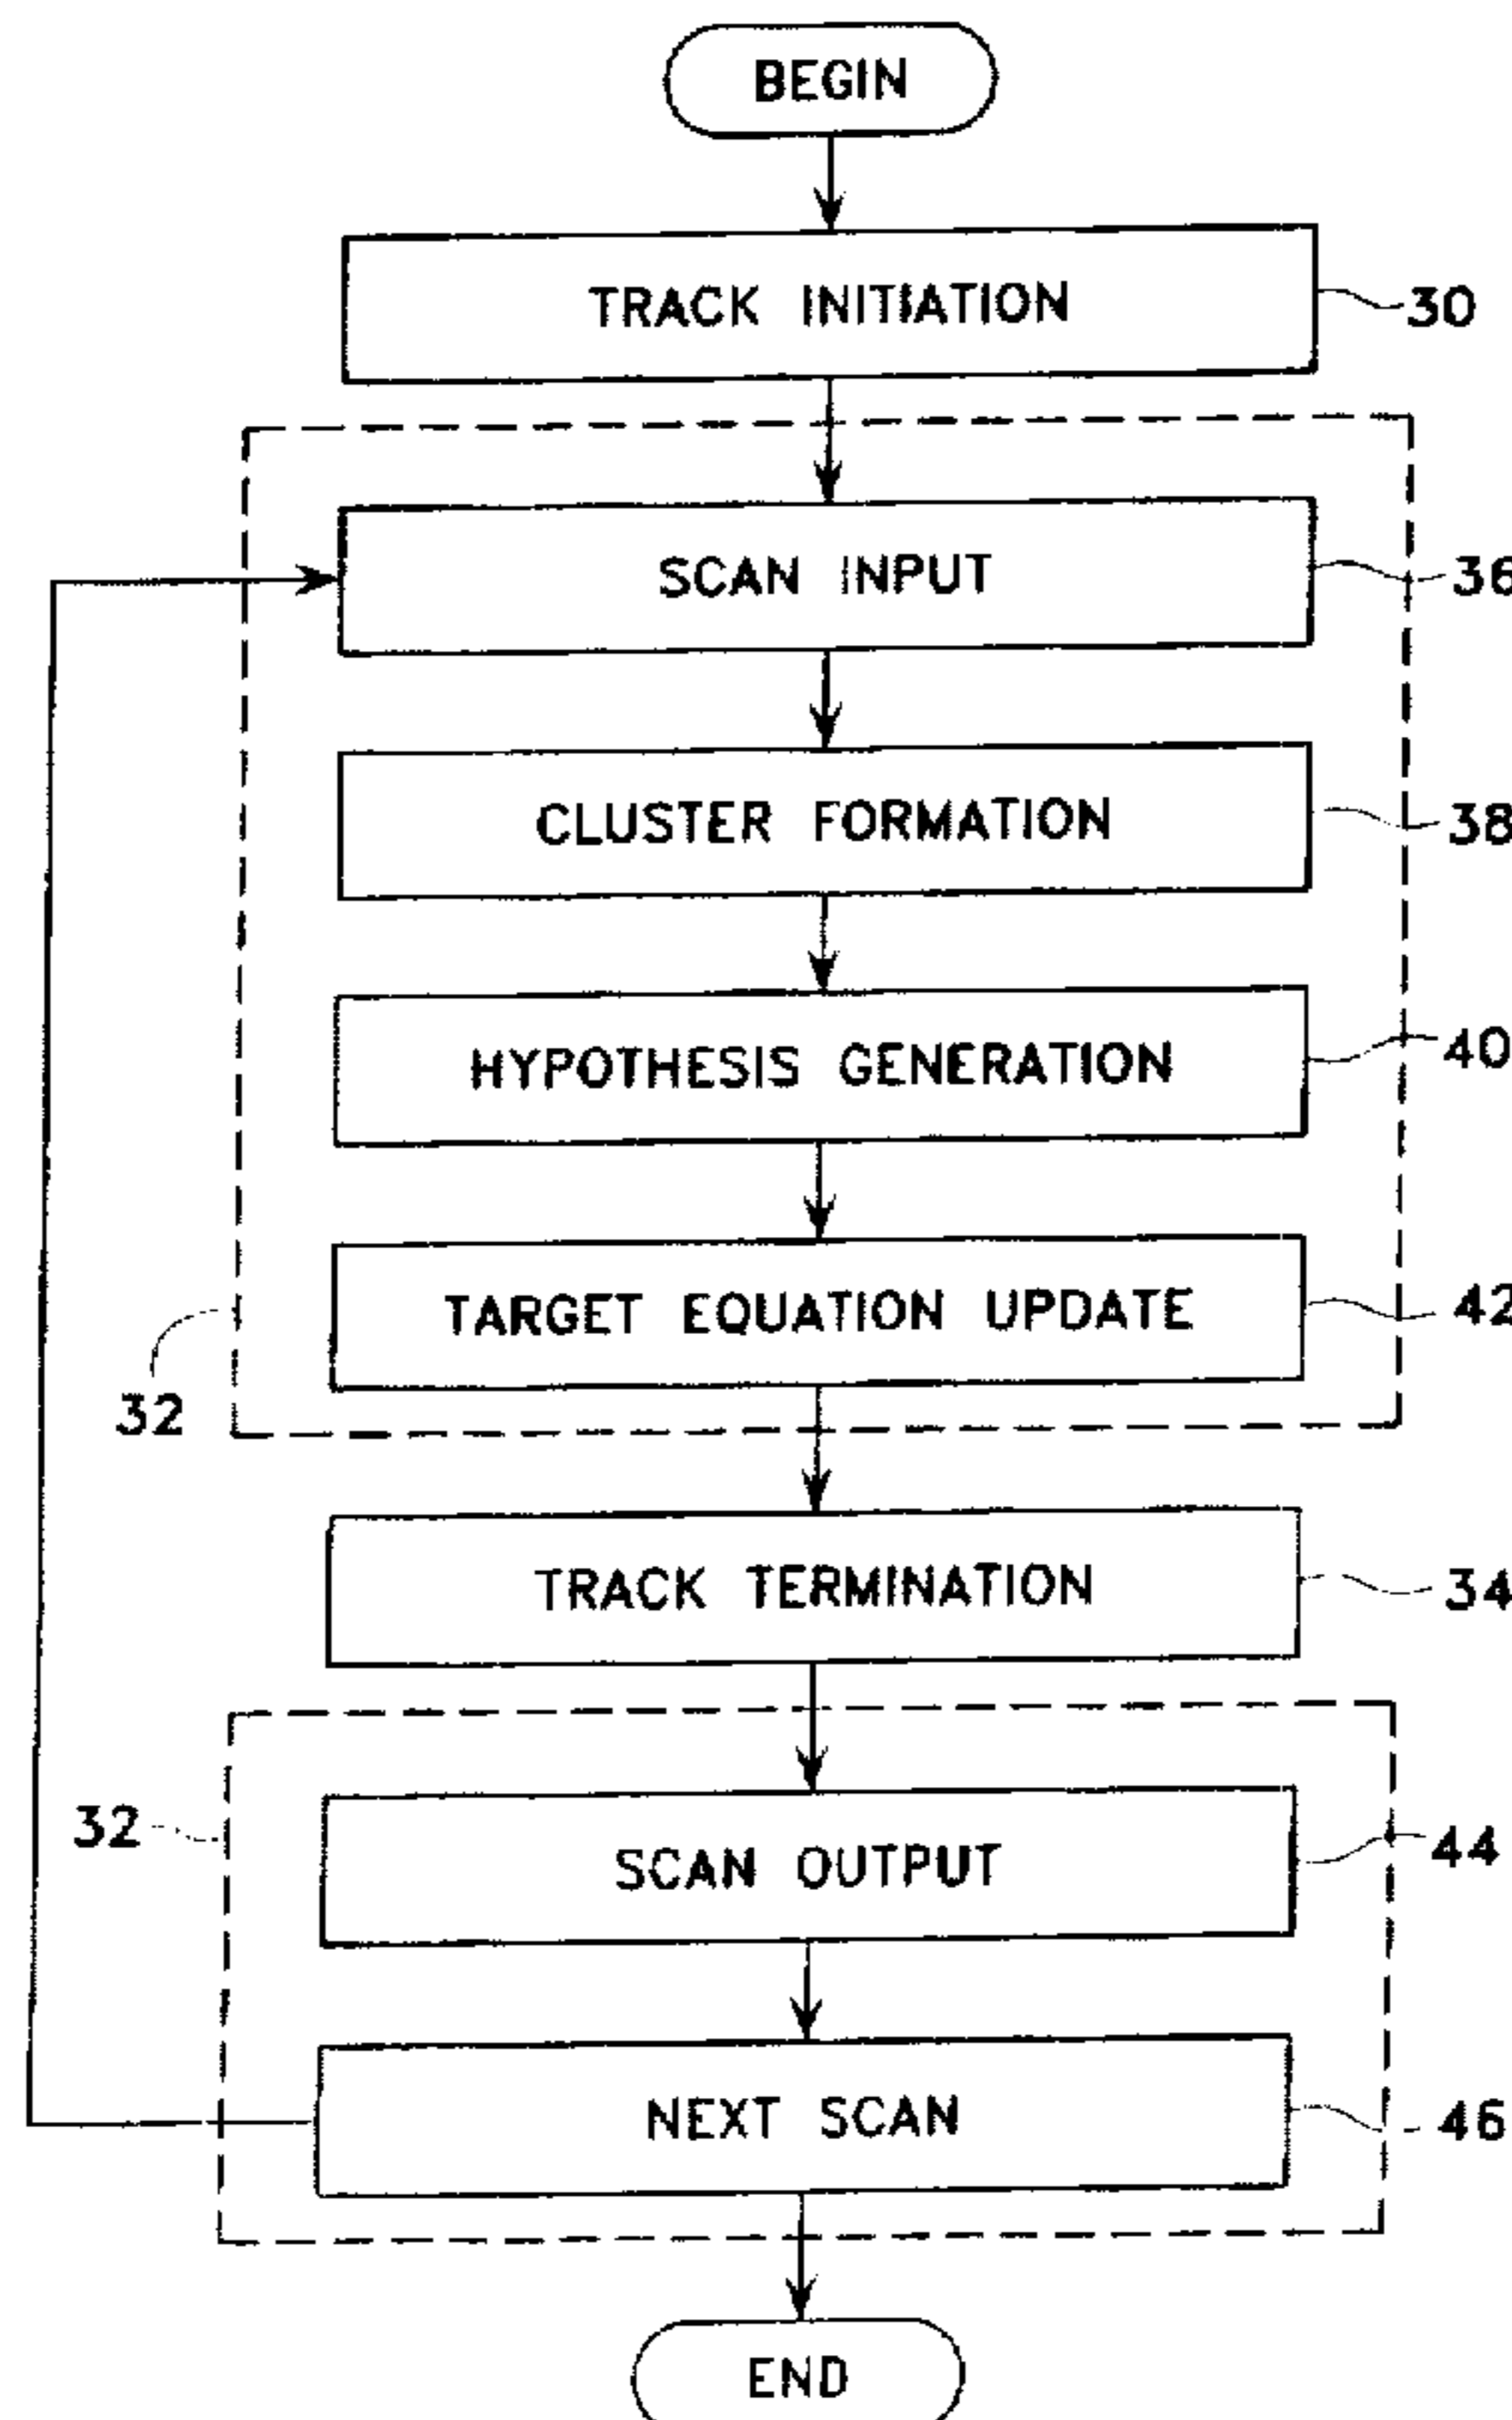 BEGIN
TRACK INITIATION
30
SCAN INPUT
36
CLUSTER FORMATION
38
HYPOTHESIS GENERATION
40
TARGET EQUATION UPDATE
42
32
TRACK TERMINATION
34
32
SCAN OUTPUT
44
NEXT SCAN
46
END